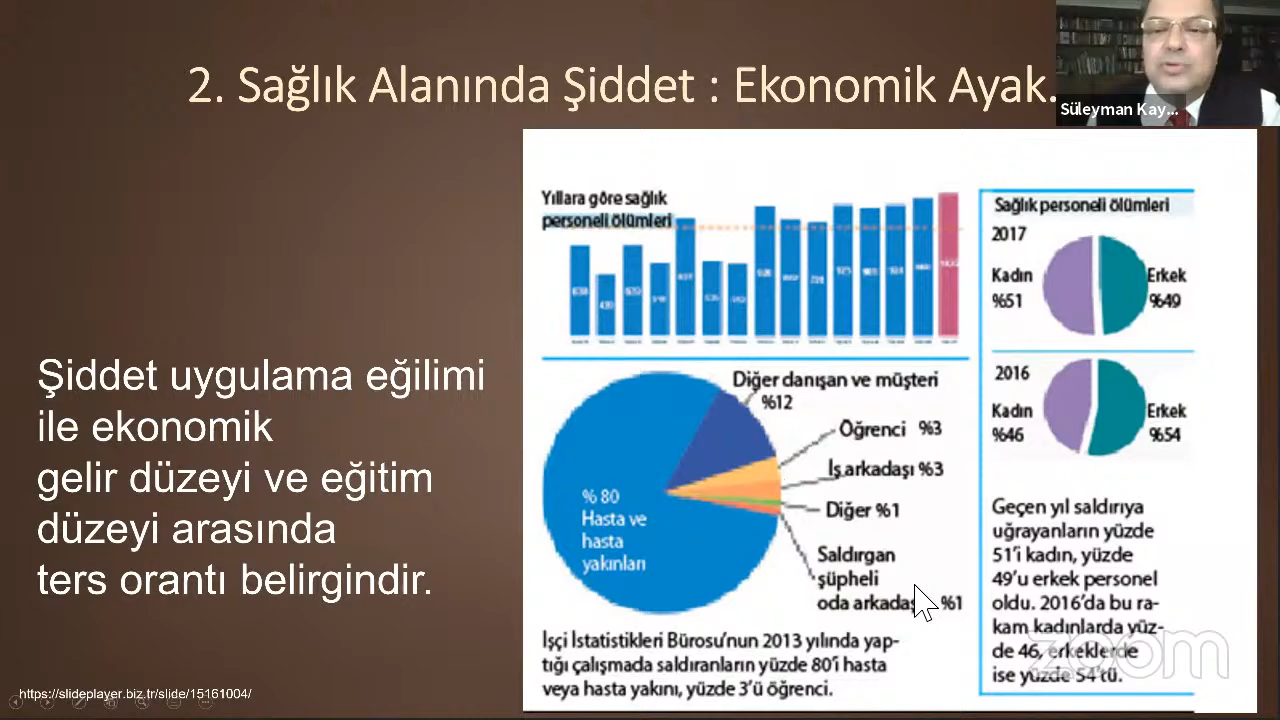 2. Sağlık Alanında Şiddet : Ekonomik Ayak.
Süleyman Kay...
Şiddet uygulama eğilimi
ile ekonomik
gelir düzeyi ve eğitim
düzeyi arasında
ters orantı belirgindir.
https://slideplayer.biz.tr/slide/15161004/
Yıllara göre sağlık
personeli ölümleri
% 80
Hasta ve
hasta
yakınları
Diğer danışan ve müşteri
%12
Öğrenci %3
İş arkadaşı %3
Diğer %1
Saldırgan
şüpheli
oda arkadaşı %1
İşçi İstatistikleri Bürosu'nun 2013 yılında yap-
tığı çalışmada saldıranların yüzde 80'i hasta
veya hasta yakını, yüzde 3'ü öğrenci.
Sağlık personeli ölümleri
2017
Kadın
%51
Erkek
%49
2016
Kadın
%46
Erkek
%54
Geçen yıl saldırıya
uğrayanların yüzde
51'i kadın, yüzde
49'u erkek personel
oldu. 2016'da bu ra-
kam kadınlarda yüz-
de 46, erkeklerde
ise yüzde 54'tü.
zoom